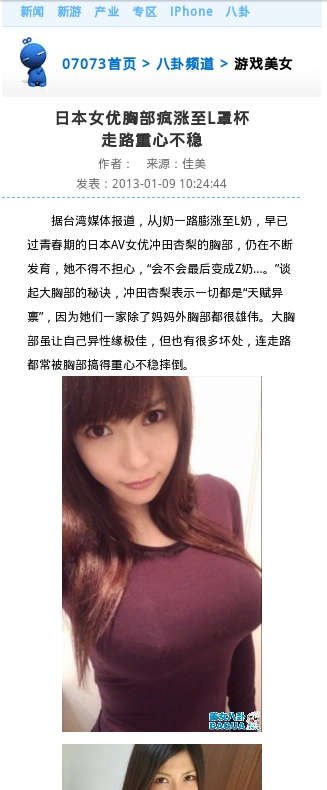 新闻 新游 产业 专区 IPhone 八卦
07073首页 > 八卦频道 > 游戏美女
日本女优胸部疯涨至L罩杯
走路重心不稳
作者： 来源：佳美
发表：2013-01-09 10:24:44
据台湾媒体报道，从J奶一路膨涨至L奶，早已
过青春期的日本AV女优冲田杏梨的胸部，仍在不断
发育，她不得不担心，“会不会最后变成Z奶…。”谈
起大胸部的秘诀，冲田杏梨表示一切都是“天赋异
禀”，因为她们一家除了妈妈外胸部都很雄伟。大胸
部虽让自己异性缘极佳，但也有很多坏处，连走路
都常被胸部搞得重心不稳摔倒。
美女八卦
BAGUA